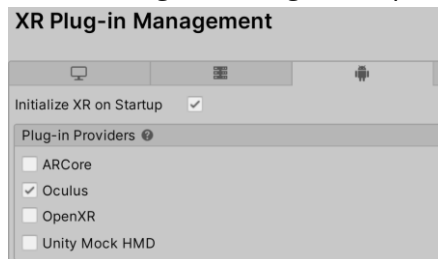 XR Plug-in Management
Initialize XR on Startup
Plug-in Providers
ARCore
Oculus
OpenXR
Unity Mock HMD